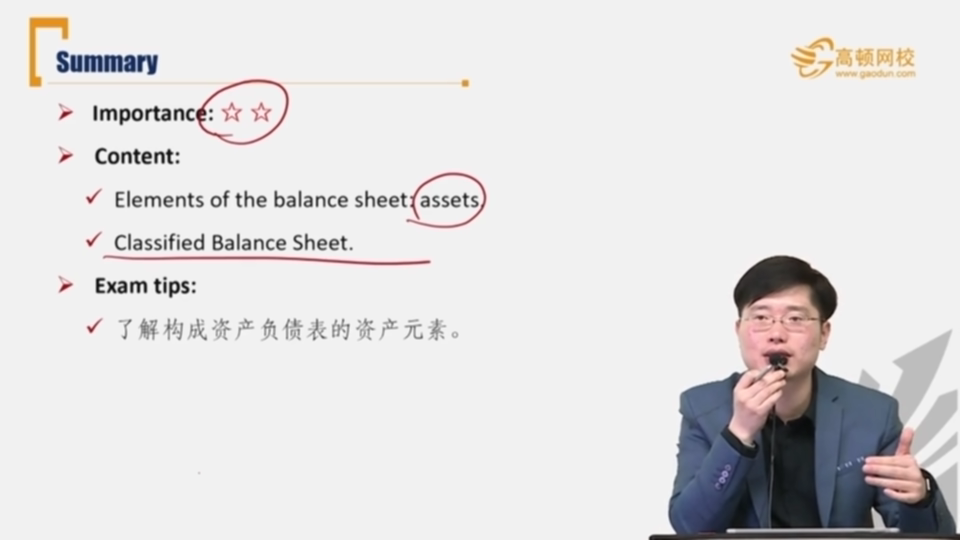 Summary
高顿网校
www.gaodun.com
Importance: ☆ ☆
Content:
Elements of the balance sheet: assets.
Classified Balance Sheet.
Exam tips:
了解构成资产负债表的资产元素。